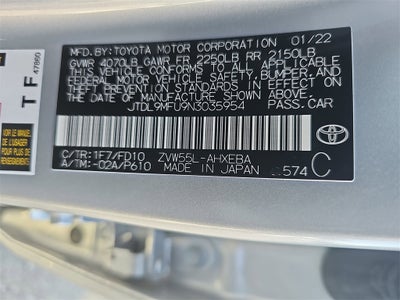 MFD.BY:TOYOTA MOTOR CORPORATION 01/22
GVWR 4070LB GAWR FR 2250LB RR 2150LB
THIS VEHICLE CONFORMS TO ALL APPLICABLE
FEDERAL MOTOR VEHICLE SAFETY, BUMPER, AND
THEFT PREVENTION STANDARDS IN EFFECT ON
THE DATE OF MANUFACTURE SHOWN ABOVE.
JTDL9MFU9N3035954 PASS.CAR
C/TR:1F7/FD10 ZVW55L-AHXEBA
A/TM:-02A/P610 MADE IN JAPAN 574 C
TOYOTA
T F
47860